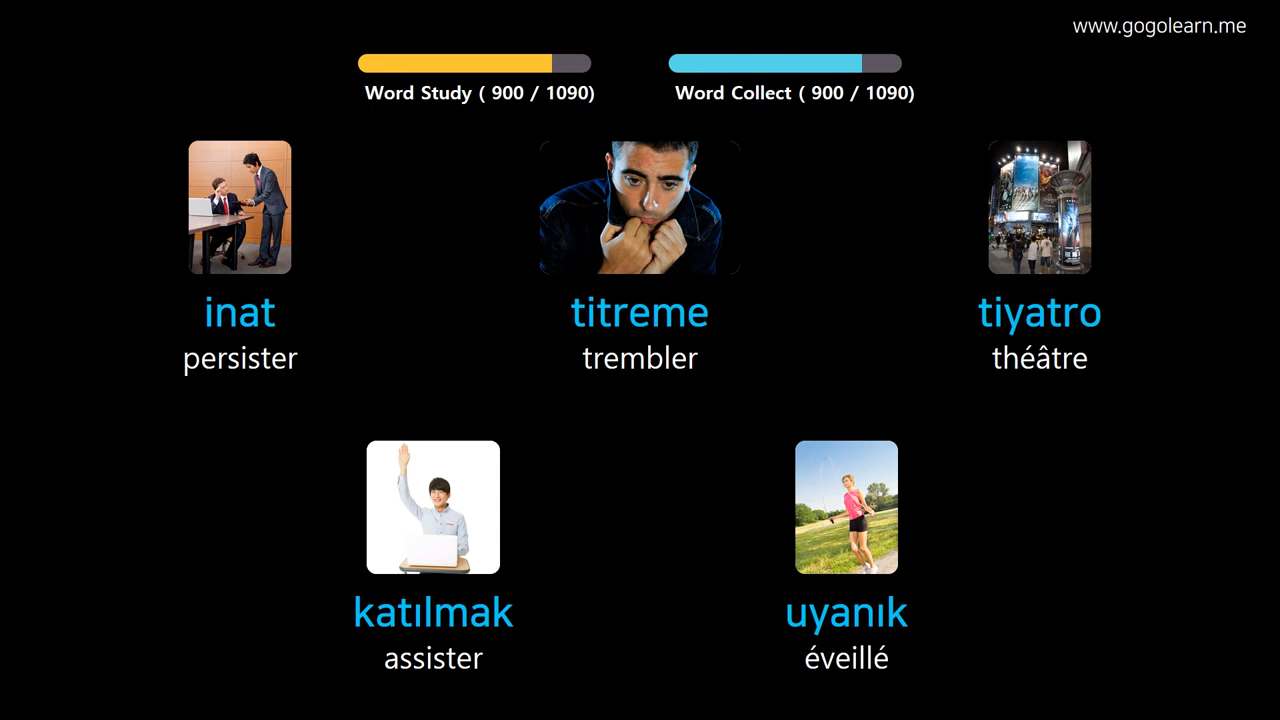 www.gogolearn.me
Word Study ( 900 / 1090)
Word Collect ( 900 / 1090)
inat
persister
titreme
trembler
tiyatro
théâtre
katılmak
assister
uyanık
éveillé